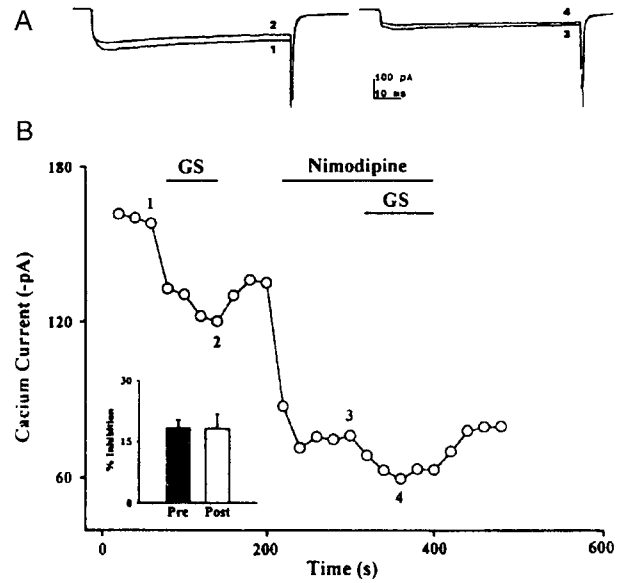 A
2
1
4
3
100 pA
10 ms
B
180
120
60
Cacium Current (-pA)
GS
Nimodipine
GS
1
2
3
4
30
15
0
% Inhibition
Pre
Post
0
200
400
600
Time (s)